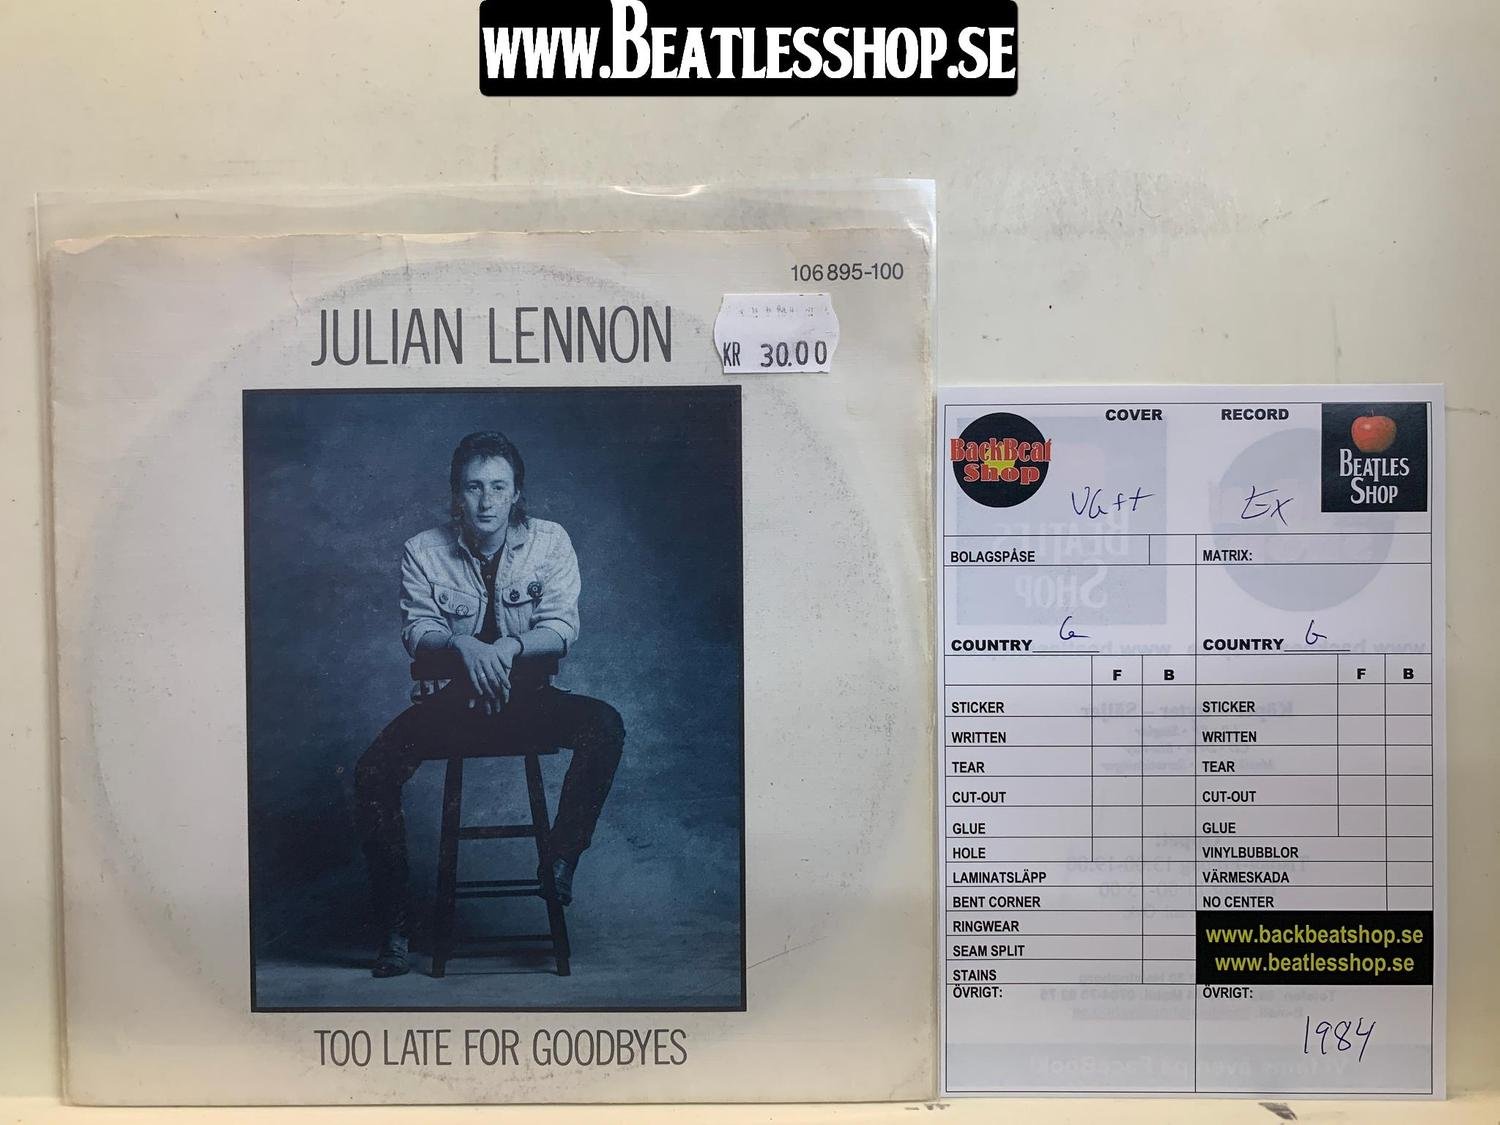 www.Beatlesshop.se
106 895-100
JULIAN LENNON
KR 30.00
TOO LATE FOR GOODBYES
COVER RECORD
BackBeat Shop
BEATLES SHOP
VG++ Ex
BOLAGSPÅSE MATRIX:
COUNTRY G COUNTRY G
F B F B
STICKER STICKER
WRITTEN WRITTEN
TEAR TEAR
CUT-OUT CUT-OUT
GLUE GLUE
HOLE VINYLBUBBLOR
LAMINATSLÄPP VÄRMESKADA
BENT CORNER NO CENTER
RINGWEAR
www.backbeatshop.se
SEAM SPLIT
www.beatlesshop.se
STAINS
ÖVRIGT: ÖVRIGT:
1984